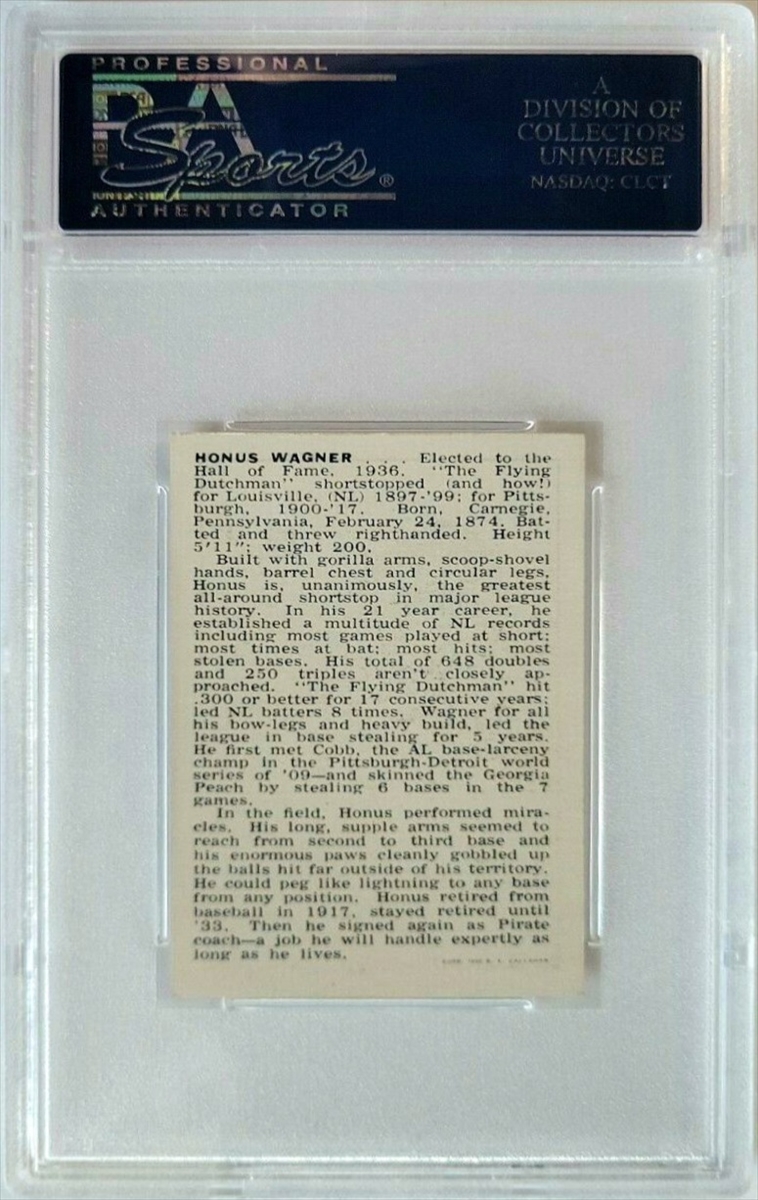 PROFESSIONAL
PSA
Sports®
AUTHENTICATOR
A
DIVISION OF
COLLECTORS
UNIVERSE
NASDAQ: CLCT
HONUS WAGNER . . . Elected to the
Hall of Fame, 1936. "The Flying
Dutchman" shortstopped (and how!)
for Louisville, (NL) 1897-'99; for Pitts-
burgh, 1900-'17. Born, Carnegie,
Pennsylvania, February 24, 1874. Bat-
ted and threw righthanded. Height
5'11"; weight 200.
Built with gorilla arms, scoop-shovel
hands, barrel chest and circular legs,
Honus is, unanimously, the greatest
all-around shortstop in major league
history. In his 21 year career, he
established a multitude of NL records
including most games played at short;
most times at bat; most hits; most
stolen bases. His total of 648 doubles
and 250 triples aren't closely ap-
proached. "The Flying Dutchman" hit
.300 or better for 17 consecutive years;
led NL batters 8 times. Wagner for all
his bow-legs and heavy build, led the
league in base stealing for 5 years.
He first met Cobb, the AL base-larceny
champ in the Pittsburgh-Detroit world
series of '09—and skinned the Georgia
Peach by stealing 6 bases in the 7
games.
In the field, Honus performed mira-
cles. His long, supple arms seemed to
reach from second to third base and
his enormous paws cleanly gobbled up
the balls hit far outside of his territory.
He could peg like lightning to any base
from any position. Honus retired from
baseball in 1917, stayed retired until
'33. Then he signed again as Pirate
coach—a job he will handle expertly as
long as he lives.